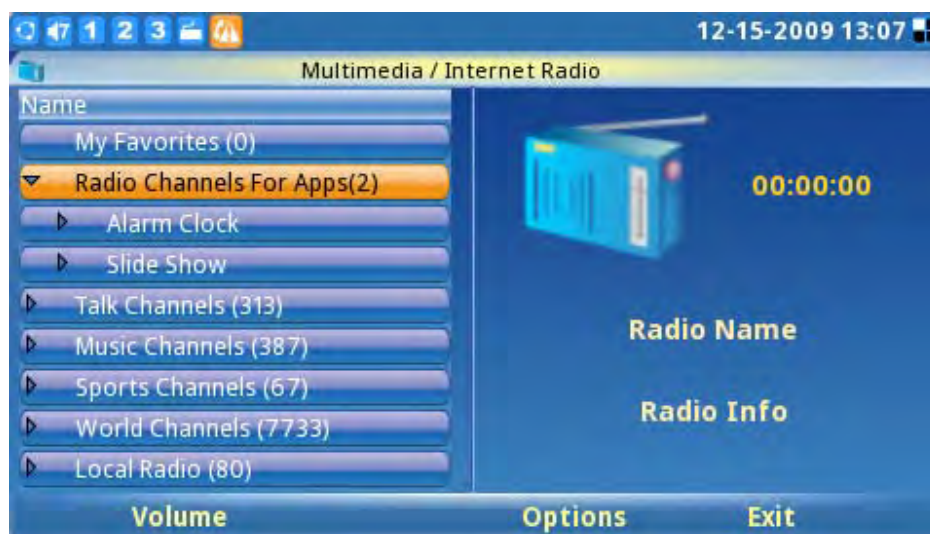 47 1 2 3 12-15-2009 13:07
Multimedia / Internet Radio
Name
My Favorites (0)
Radio Channels For Apps(2)
Alarm Clock
Slide Show
Talk Channels (313)
Music Channels (387)
Sports Channels (67)
World Channels (7733)
Local Radio (80)
00:00:00
Radio Name
Radio Info
Volume Options Exit